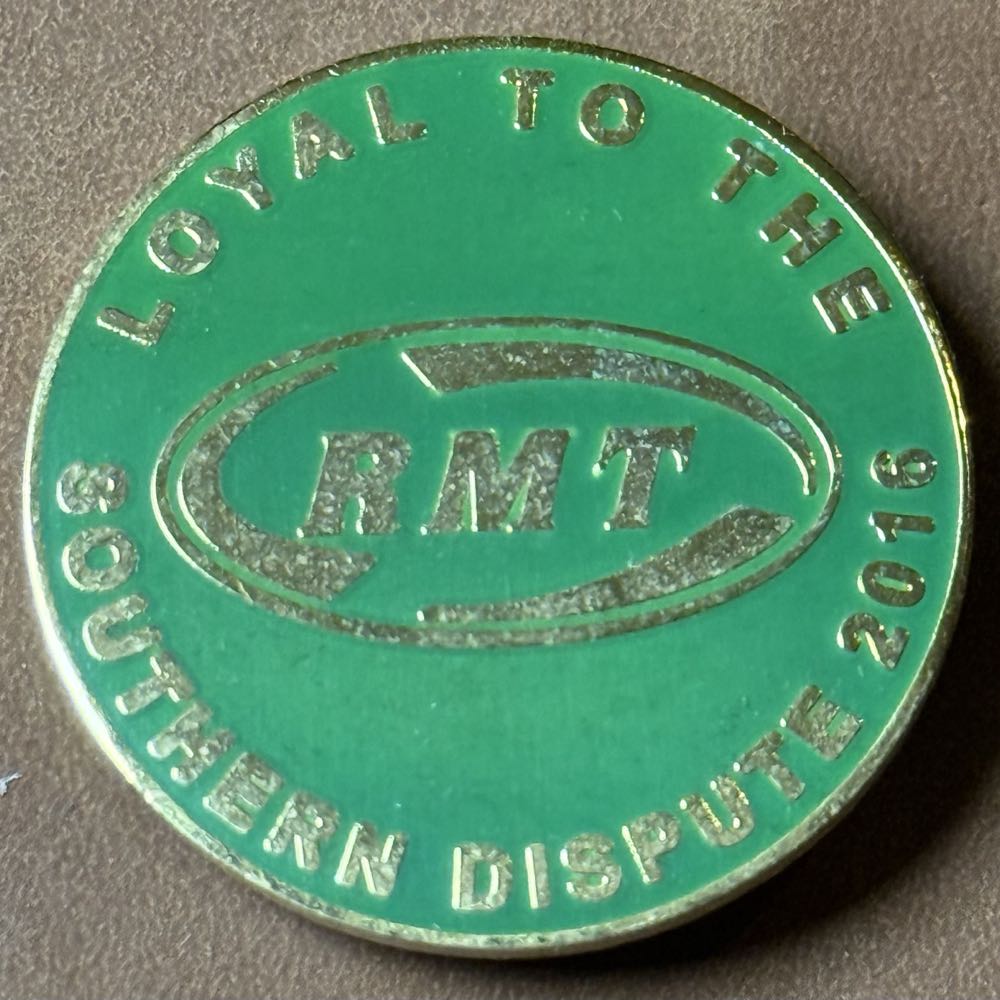 LOYAL TO THE
RMT
SOUTHERN DISPUTE 2016